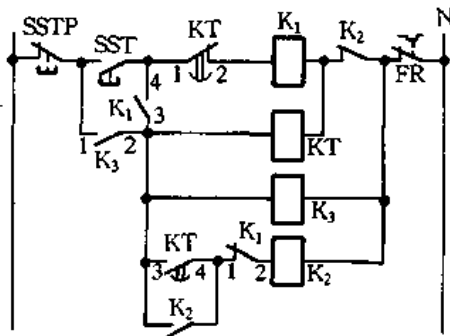 SSTP SST KT K₁ K₂ N
4 1 2 FR
K₁ 3
1 2 KT
K₃
K₃
KT K₁
3 4 1 2 K₂
K₂